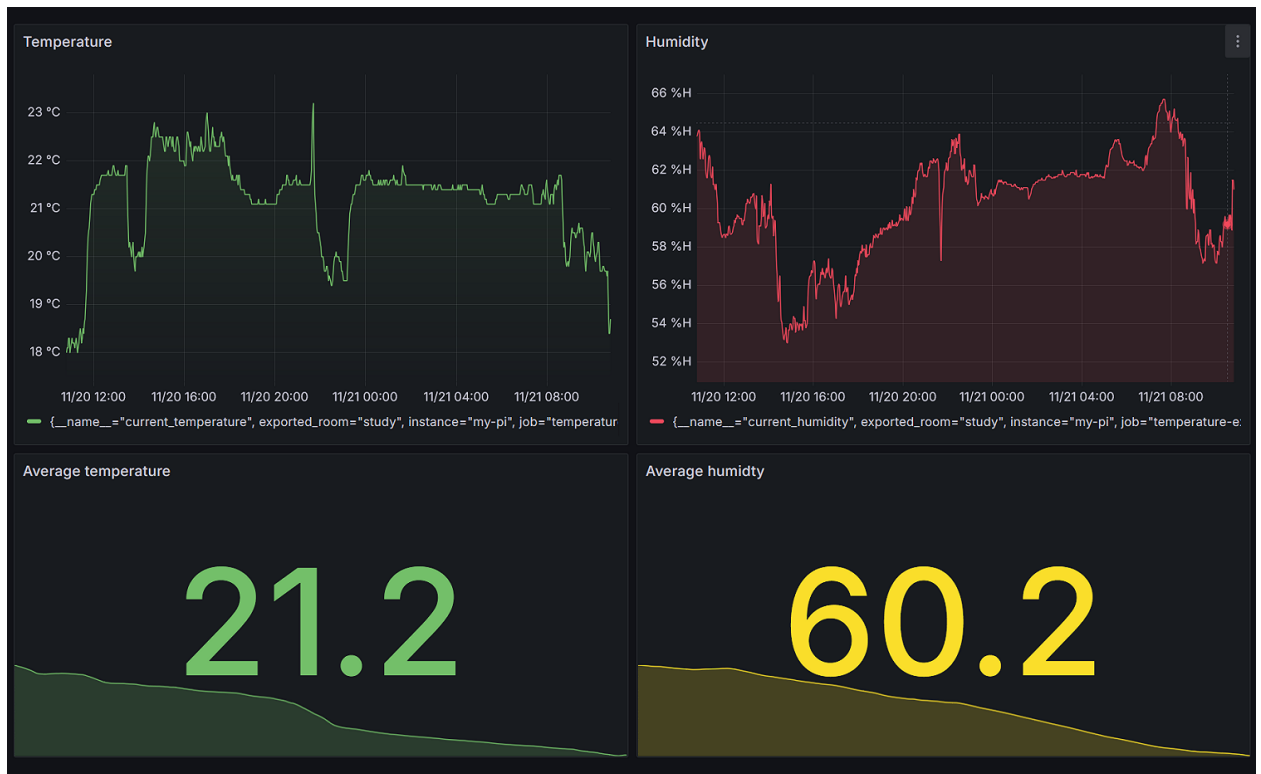 Temperature
23 °C
22 °C
21 °C
20 °C
19 °C
18 °C
11/20 12:00 11/20 16:00 11/20 20:00 11/21 00:00 11/21 04:00 11/21 08:00
{__name__="current_temperature", exported_room="study", instance="my-pi", job="temperatur
Humidity
66 %H
64 %H
62 %H
60 %H
58 %H
56 %H
54 %H
52 %H
11/20 12:00 11/20 16:00 11/20 20:00 11/21 00:00 11/21 04:00 11/21 08:00
{__name__="current_humidity", exported_room="study", instance="my-pi", job="temperature-e
Average temperature
21.2
Average humidty
60.2